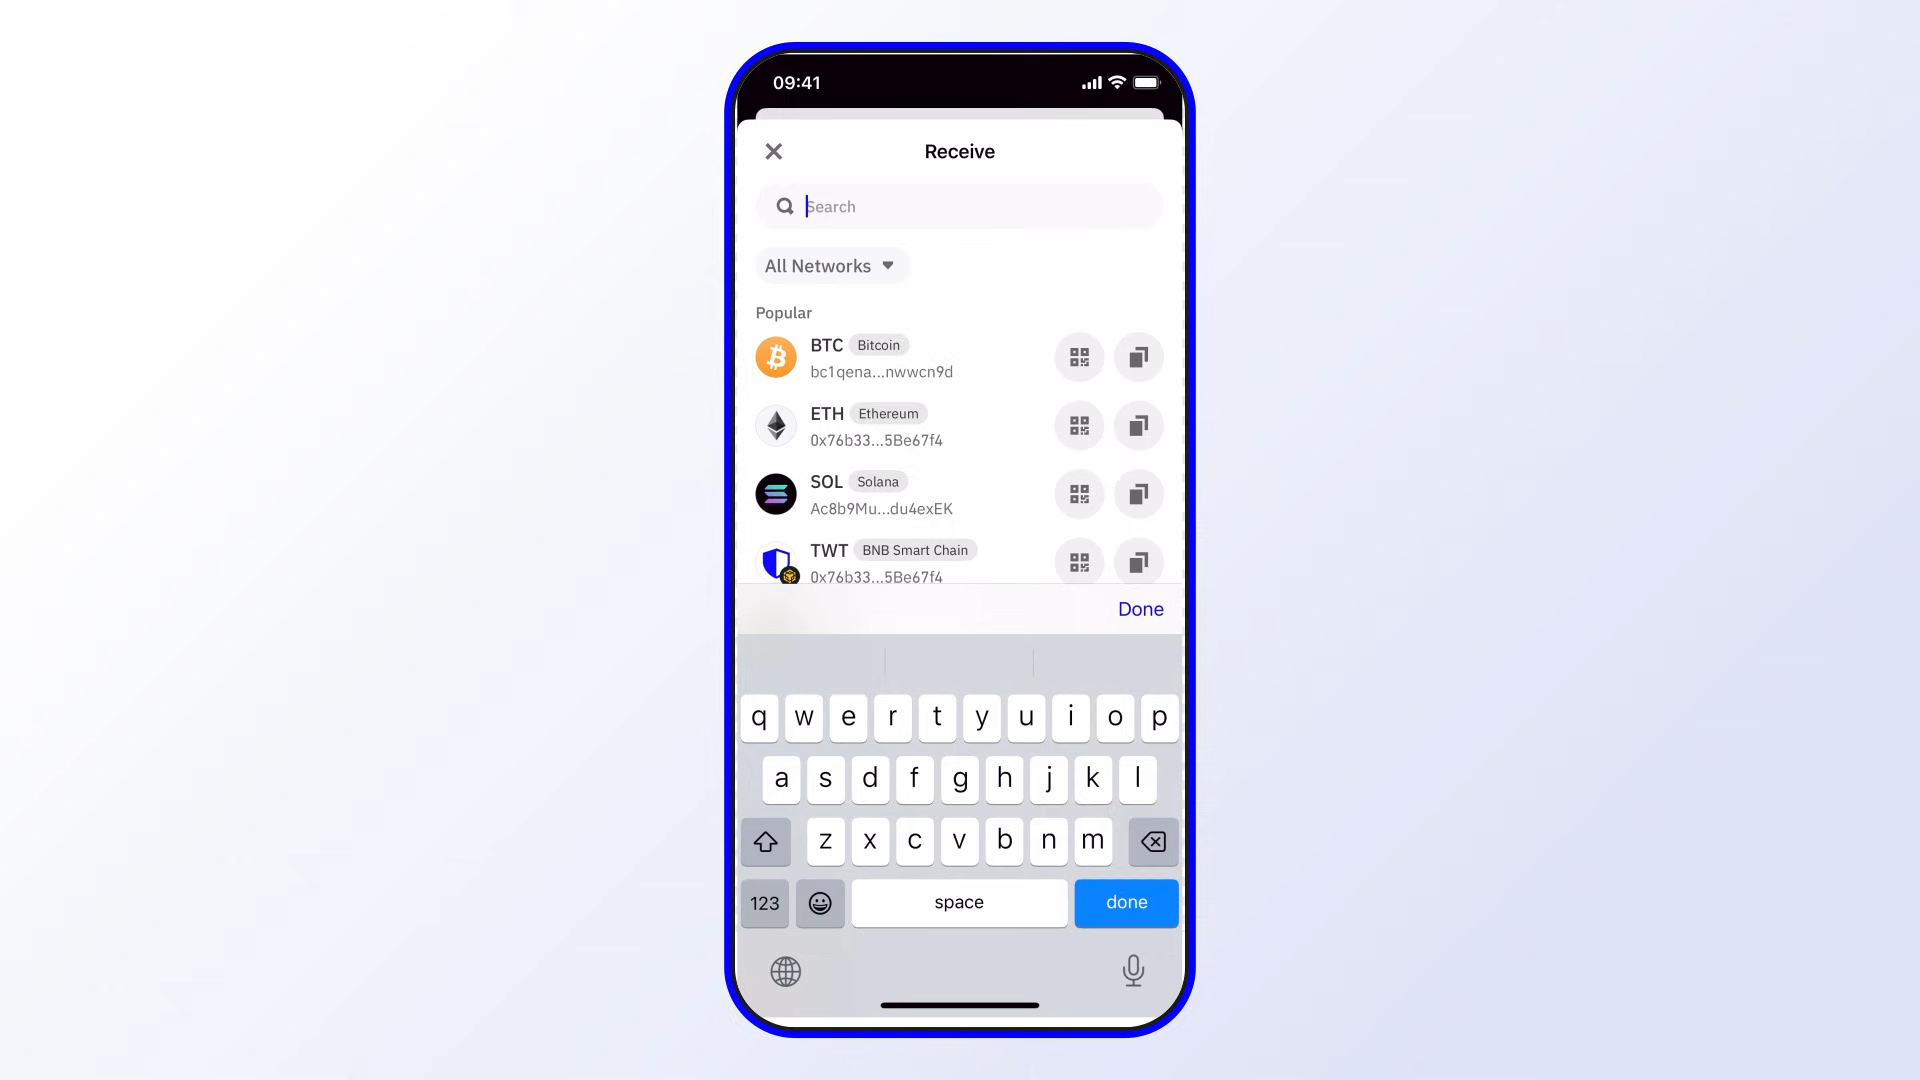 09:41
Receive
Search
All Networks
Popular
BTC Bitcoin
bc1qena...nwwcn9d
ETH Ethereum
0x76b33...5Be67f4
SOL Solana
Ac8b9Mu...du4exEK
TWT BNB Smart Chain
0x76b33...5Be67f4
Done
q w e r t y u i o p
a s d f g h j k l
z x c v b n m
123 space done